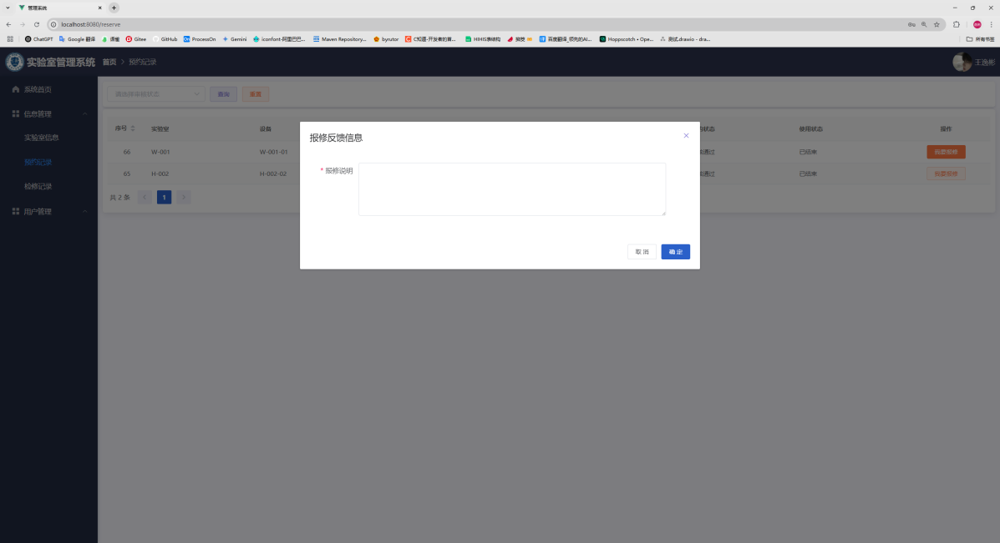 管理系统
localhost:8080/reserve
ChatGPT Google 翻译 语雀 Gitee GitHub ProcessOn Gemini iconfont-阿里巴巴... Maven Repository... byrutor C知道-开发者的算... HIHIS表结构 百度翻译_领先的AI... Hoppscotch • Ope... 测试.drawio - dra... 所有书签
实验室管理系统 首页 > 预约记录 王逸彬
系统首页
信息管理
实验室信息
预约记录
检修记录
用户管理
请选择审核状态 查询 重置
序号 实验室 设备 状态 使用状态 操作
66 W-001 W-001-01 通过 已结束 我要报修
65 H-002 H-002-02 通过 已结束 我要报修
共 2 条 < 1 >
报修反馈信息
* 报修说明
取 消 确 定